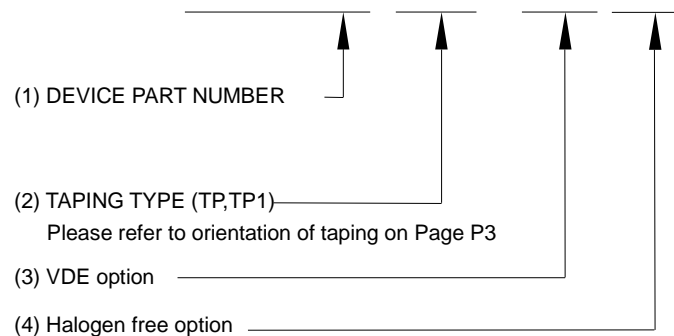 (1) DEVICE PART NUMBER
(2) TAPING TYPE (TP,TP1)
Please refer to orientation of taping on Page P3
(3) VDE option
(4) Halogen free option